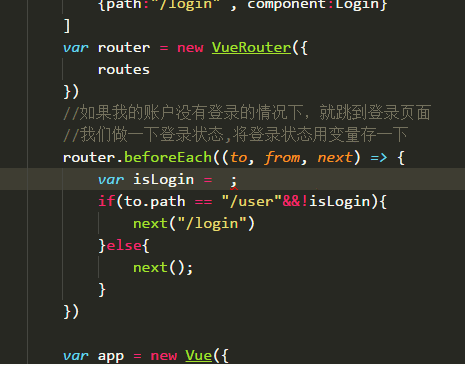 {path:"/login" , component:Login}
]
var router = new VueRouter({
routes
})
//如果我的账户没有登录的情况下，就跳到登录页面
//我们做一下登录状态,将登录状态用变量存一下
router.beforeEach((to, from, next) => {
var isLogin =  ;
if(to.path == "/user"&&!isLogin){
next("/login")
}else{
next();
}
})
var app = new Vue({